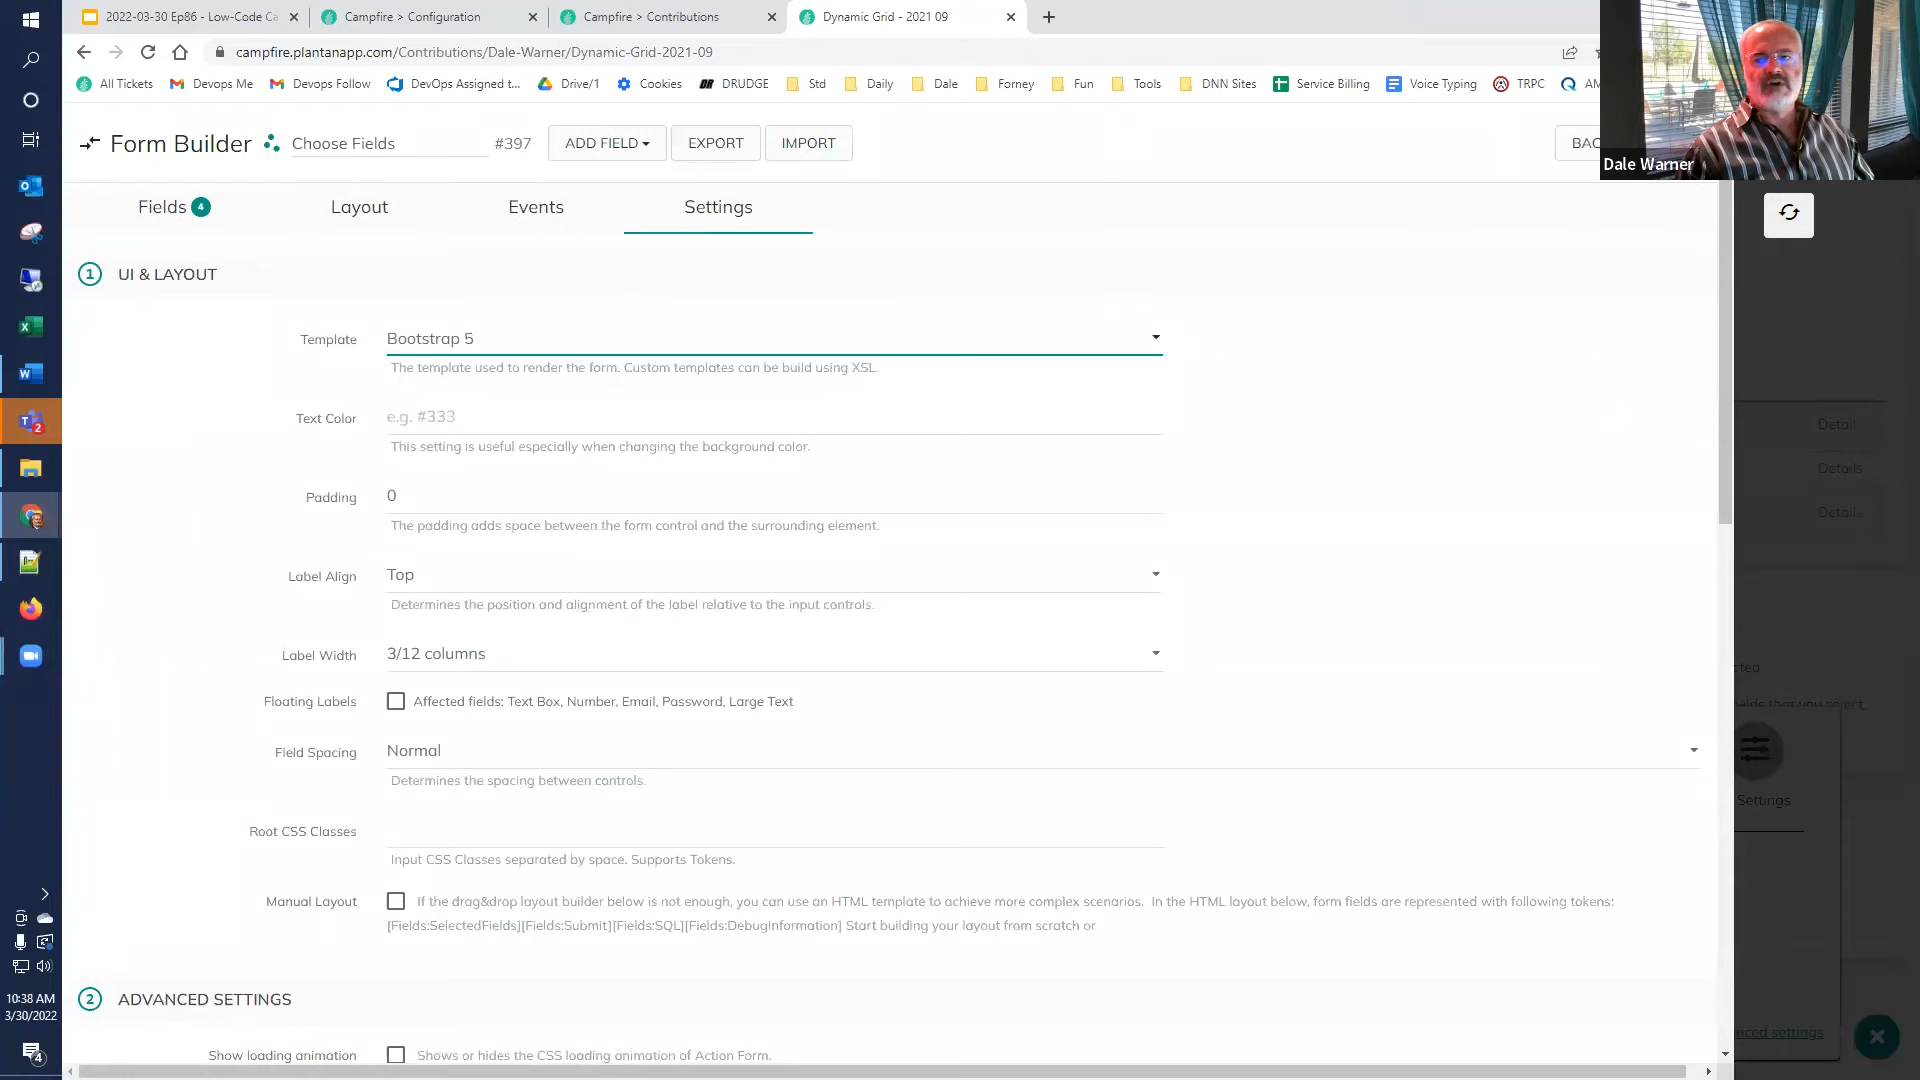 2022-03-30 Ep86 - Low-Code Ca
Campfire > Configuration
Campfire > Contributions
Dynamic Grid - 2021 09
campfire.plantanapp.com/Contributions/Dale-Warner/Dynamic-Grid-2021-09
All Tickets
Devops Me
Devops Follow
DevOps Assigned t...
Drive/1
Cookies
DRUDGE
Std
Daily
Dale
Forney
Fun
Tools
DNN Sites
Service Billing
Voice Typing
TRPC
Dale Warner
Form Builder
Choose Fields
#397
ADD FIELD
EXPORT
IMPORT
Fields 4
Layout
Events
Settings
1 UI & LAYOUT
Template
Bootstrap 5
The template used to render the form. Custom templates can be build using XSL.
Text Color
e.g. #333
This setting is useful especially when changing the background color.
Padding
0
The padding adds space between the form control and the surrounding element.
Label Align
Top
Determines the position and alignment of the label relative to the input controls.
Label Width
3/12 columns
Floating Labels
Affected fields: Text Box, Number, Email, Password, Large Text
Field Spacing
Normal
Determines the spacing between controls.
Root CSS Classes
Input CSS Classes separated by space. Supports Tokens.
Manual Layout
If the drag&drop layout builder below is not enough, you can use an HTML template to achieve more complex scenarios. In the HTML layout below, form fields are represented with following tokens:
[Fields:SelectedFields][Fields:Submit][Fields:SQL][Fields:DebugInformation] Start building your layout from scratch or
2 ADVANCED SETTINGS
Show loading animation
Shows or hides the CSS loading animation of Action Form.
Detail
Details
Details
Settings
nced settings
10:38 AM
3/30/2022
4
2